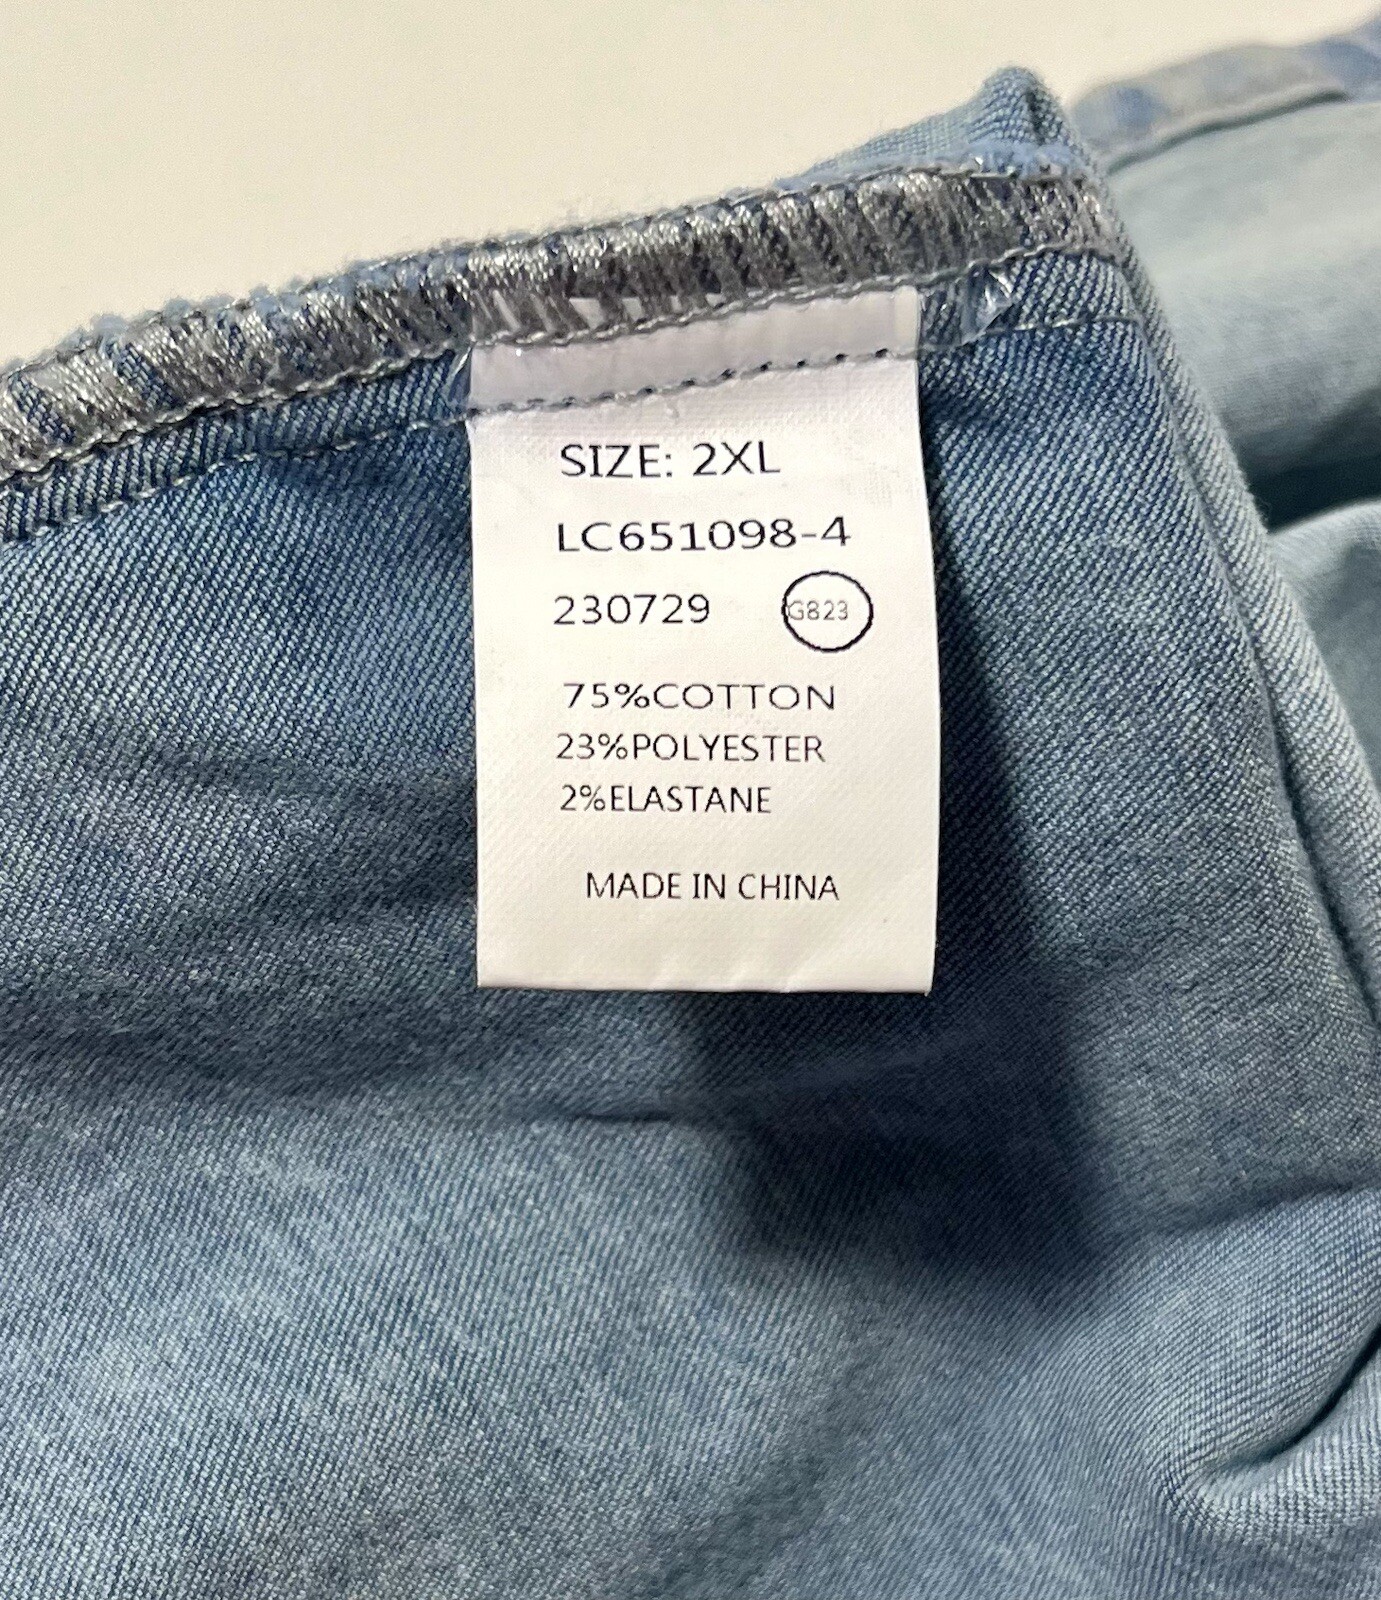 SIZE: 2XL
LC651098-4
230729 G823
75%COTTON
23%POLYESTER
2%ELASTANE
MADE IN CHINA